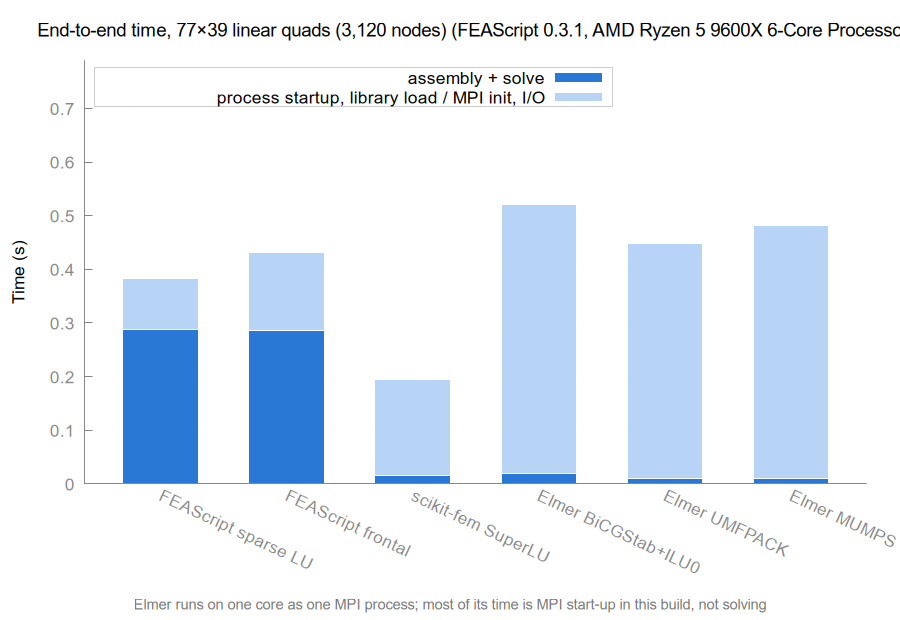 End-to-end time, 77×39 linear quads (3,120 nodes) (FEAScript 0.3.1, AMD Ryzen 5 9600X 6-Core
assembly + solve
process startup, library load / MPI init, I/O
0.7
0.6
0.5
0.4
0.3
0.2
0.1
0
Time (s)
FEAScript sparse LU
FEAScript frontal
scikit-fem SuperLU
Elmer BiCGStab+ILU0
Elmer UMFPACK
Elmer MUMPS
Elmer runs on one core as one MPI process; most of its time is MPI start-up in this build, not solving